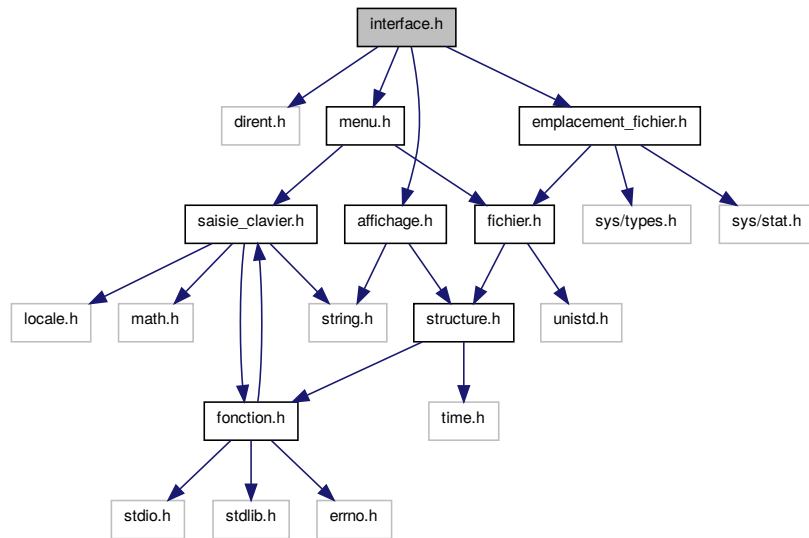 interface.h
dirent.h
menu.h
emplacement_fichier.h
saisie_clavier.h
affichage.h
fichier.h
sys/types.h
sys/stat.h
locale.h
math.h
string.h
structure.h
unistd.h
fonction.h
time.h
stdio.h
stdlib.h
errno.h